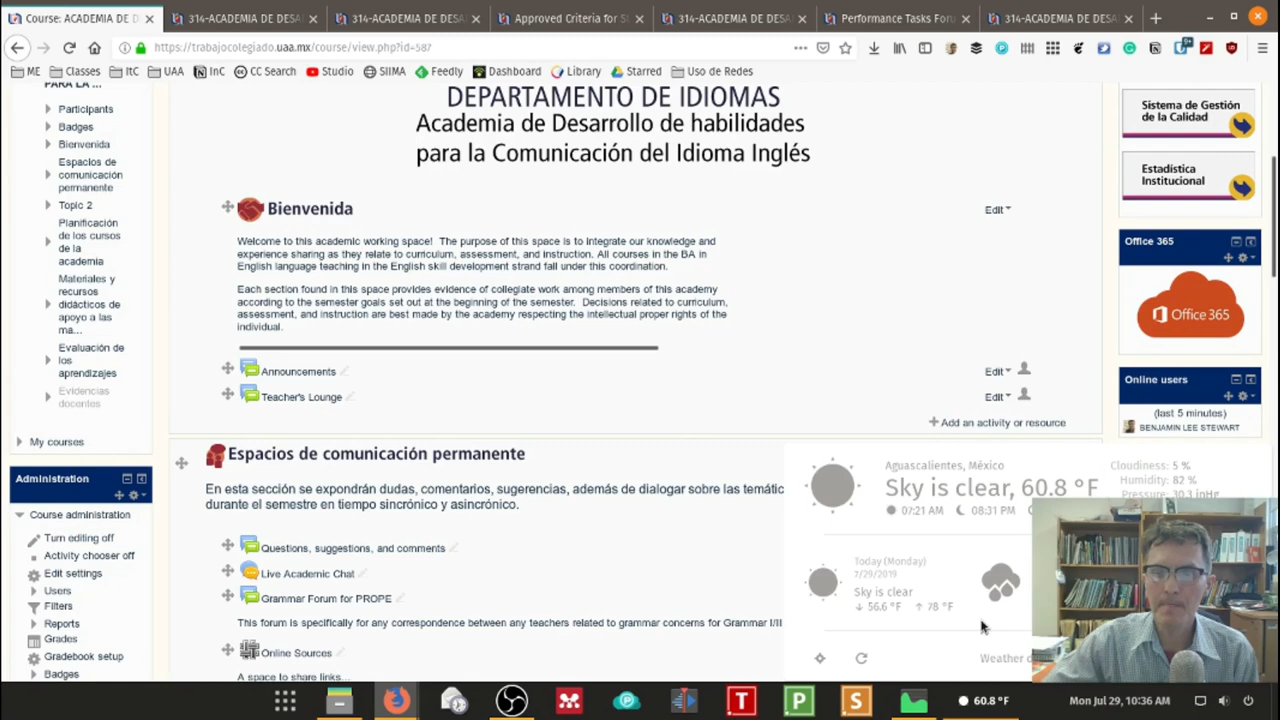 Course: ACADEMIA DE D
314-ACADEMIA DE DESA
314-ACADEMIA DE DESA
Approved Criteria for S
314-ACADEMIA DE DESA
Performance Tasks Foru
314-ACADEMIA DE DESA
https://trabajocolegiado.uaa.mx/course/view.php?id=587
ME
Classes
ItC
UAA
InC
CC Search
Studio
SIIMA
Feedly
Dashboard
Library
Starred
Uso de Redes
PARA LA ...
Participants
Badges
Bienvenida
Espacios de
comunicación
permanente
Topic 2
Planificación
de los cursos
de la
academia
Materiales y
recursos
didácticos de
apoyo a las
ma...
Evaluación de
los
aprendizajes
Evidencias
docentes
My courses
Administration
Course administration
Turn editing off
Activity chooser off
Edit settings
Users
Filters
Reports
Grades
Gradebook setup
Badges
DEPARTAMENTO DE IDIOMAS
Academia de Desarrollo de habilidades
para la Comunicación del Idioma Inglés
Bienvenida
Edit
Welcome to this academic working space! The purpose of this space is to integrate our knowledge and
experience sharing as they relate to curriculum, assessment, and instruction. All courses in the BA in
English language teaching in the English skill development strand fall under this coordination.
Each section found in this space provides evidence of collegiate work among members of this academy
according to the semester goals set out at the beginning of the semester. Decisions related to curriculum,
assessment, and instruction are best made by the academy respecting the intellectual proper rights of the
individual.
Announcements
Edit
Teacher's Lounge
Edit
Add an activity or resource
Espacios de comunicación permanente
En esta sección se expondrán dudas, comentarios, sugerencias, además de dialogar sobre las temátic
durante el semestre en tiempo sincrónico y asincrónico.
Questions, suggestions, and comments
Live Academic Chat
Grammar Forum for PROPE
This forum is specifically for any correspondence between any teachers related to grammar concerns for Grammar I/II
Online Sources
A space to share links...
Sistema de Gestión
de la Calidad
Estadística
Institucional
Office 365
Office 365
Online users
(last 5 minutes)
BENJAMIN LEE STEWART
Aguascalientes, México
Sky is clear, 60.8 °F
07:21 AM
08:31 PM
Cloudiness: 5 %
Humidity: 82 %
Pressure: 30.3 inHg
Today (Monday)
7/29/2019
Sky is clear
↓ 56.6 °F ↑ 78 °F
Weather
60.8 °F
Mon Jul 29, 10:36 AM